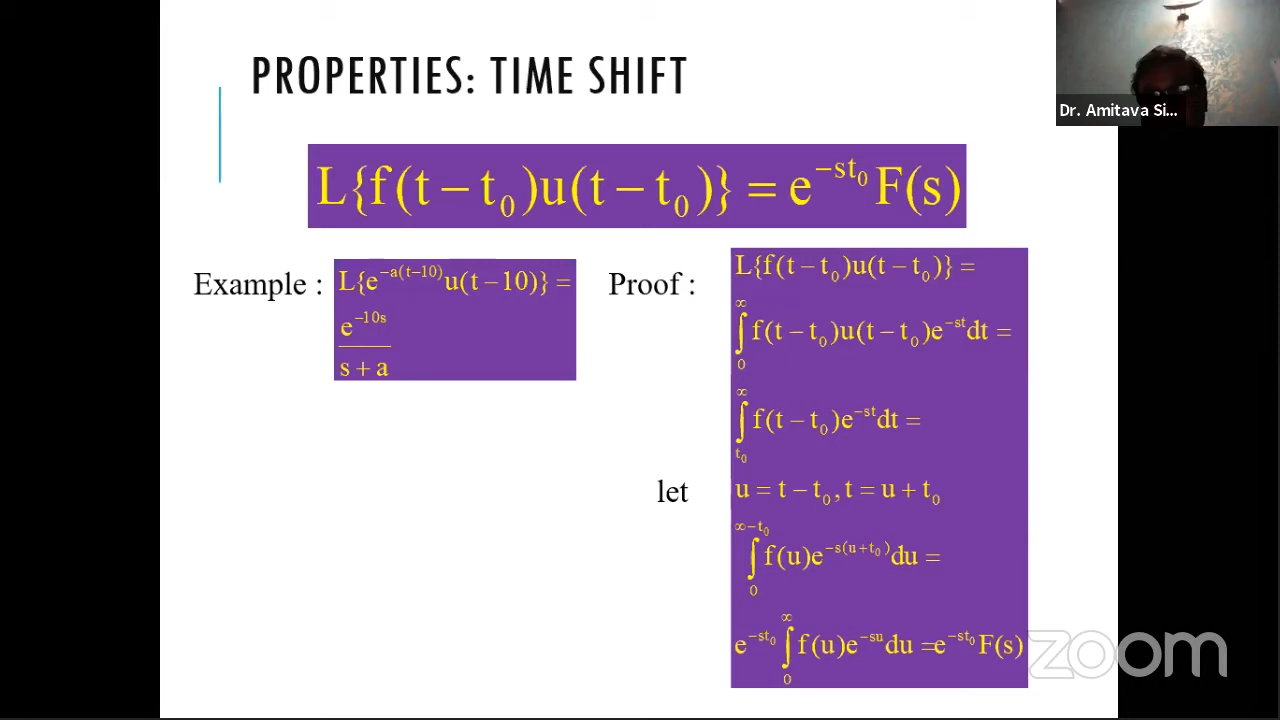 PROPERTIES: TIME SHIFT
Dr. Amitava Si...
L{f(t − t₀)u(t − t₀)} = e^(−st₀) F(s)
Example :
L{e^(−a(t−10)) u(t − 10)} =
e^(−10s)
s + a
Proof :
L{f(t − t₀)u(t − t₀)} =
∫₀^∞ f(t − t₀)u(t − t₀)e^(−st) dt =
∫_(t₀)^∞ f(t − t₀)e^(−st) dt =
let u = t − t₀, t = u + t₀
∫₀^(∞−t₀) f(u)e^(−s(u+t₀)) du =
e^(−st₀) ∫₀^∞ f(u)e^(−su) du = e^(−st₀) F(s)
zoom